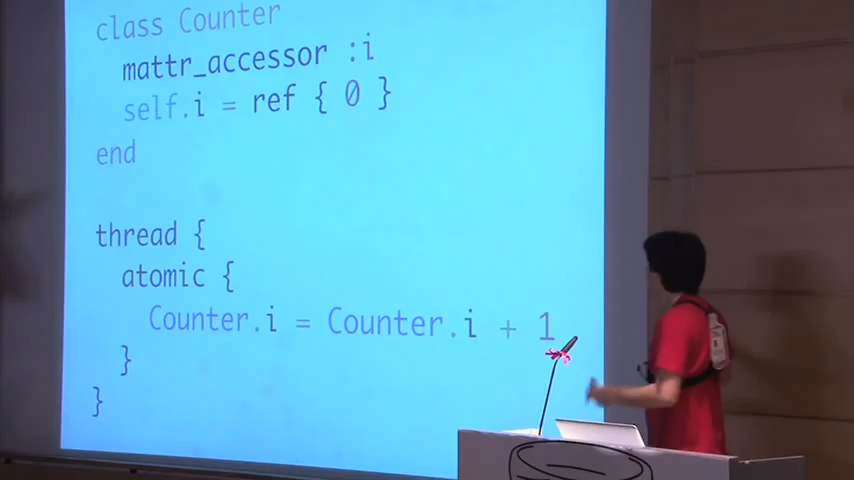 class Counter
mattr_accessor :i
self.i = ref { 0 }
end
thread {
atomic {
Counter.i = Counter.i + 1
}
}